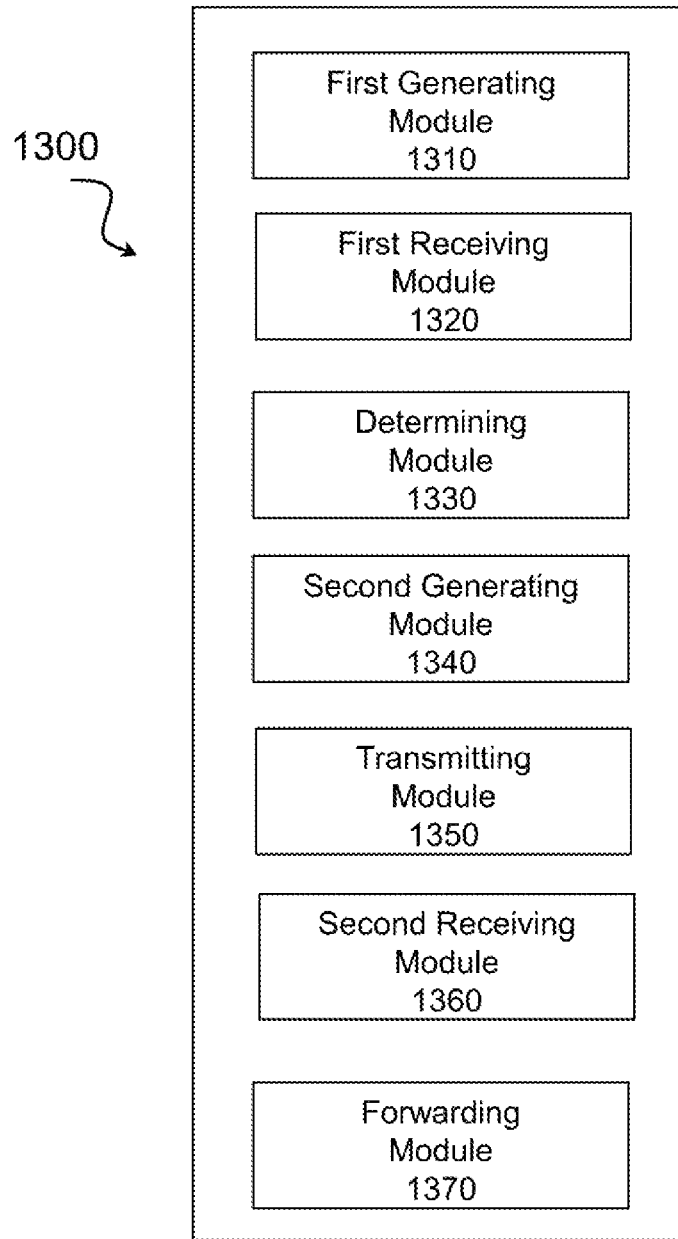 First Generating
Module
1310
1300
First Receiving
Module
1320
Determining
Module
1330
Second Generating
Module
1340
Transmitting
Module
1350
Second Receiving
Module
1360
Forwarding
Module
1370